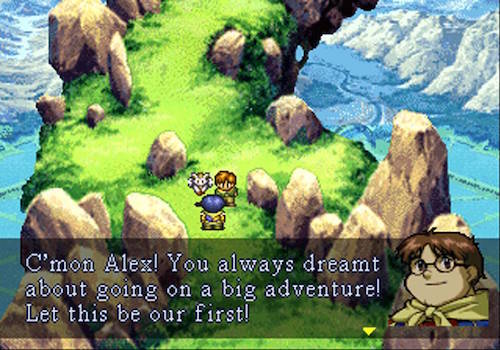 C'mon Alex! You always dreamt
about going on a big adventure!
Let this be our first!